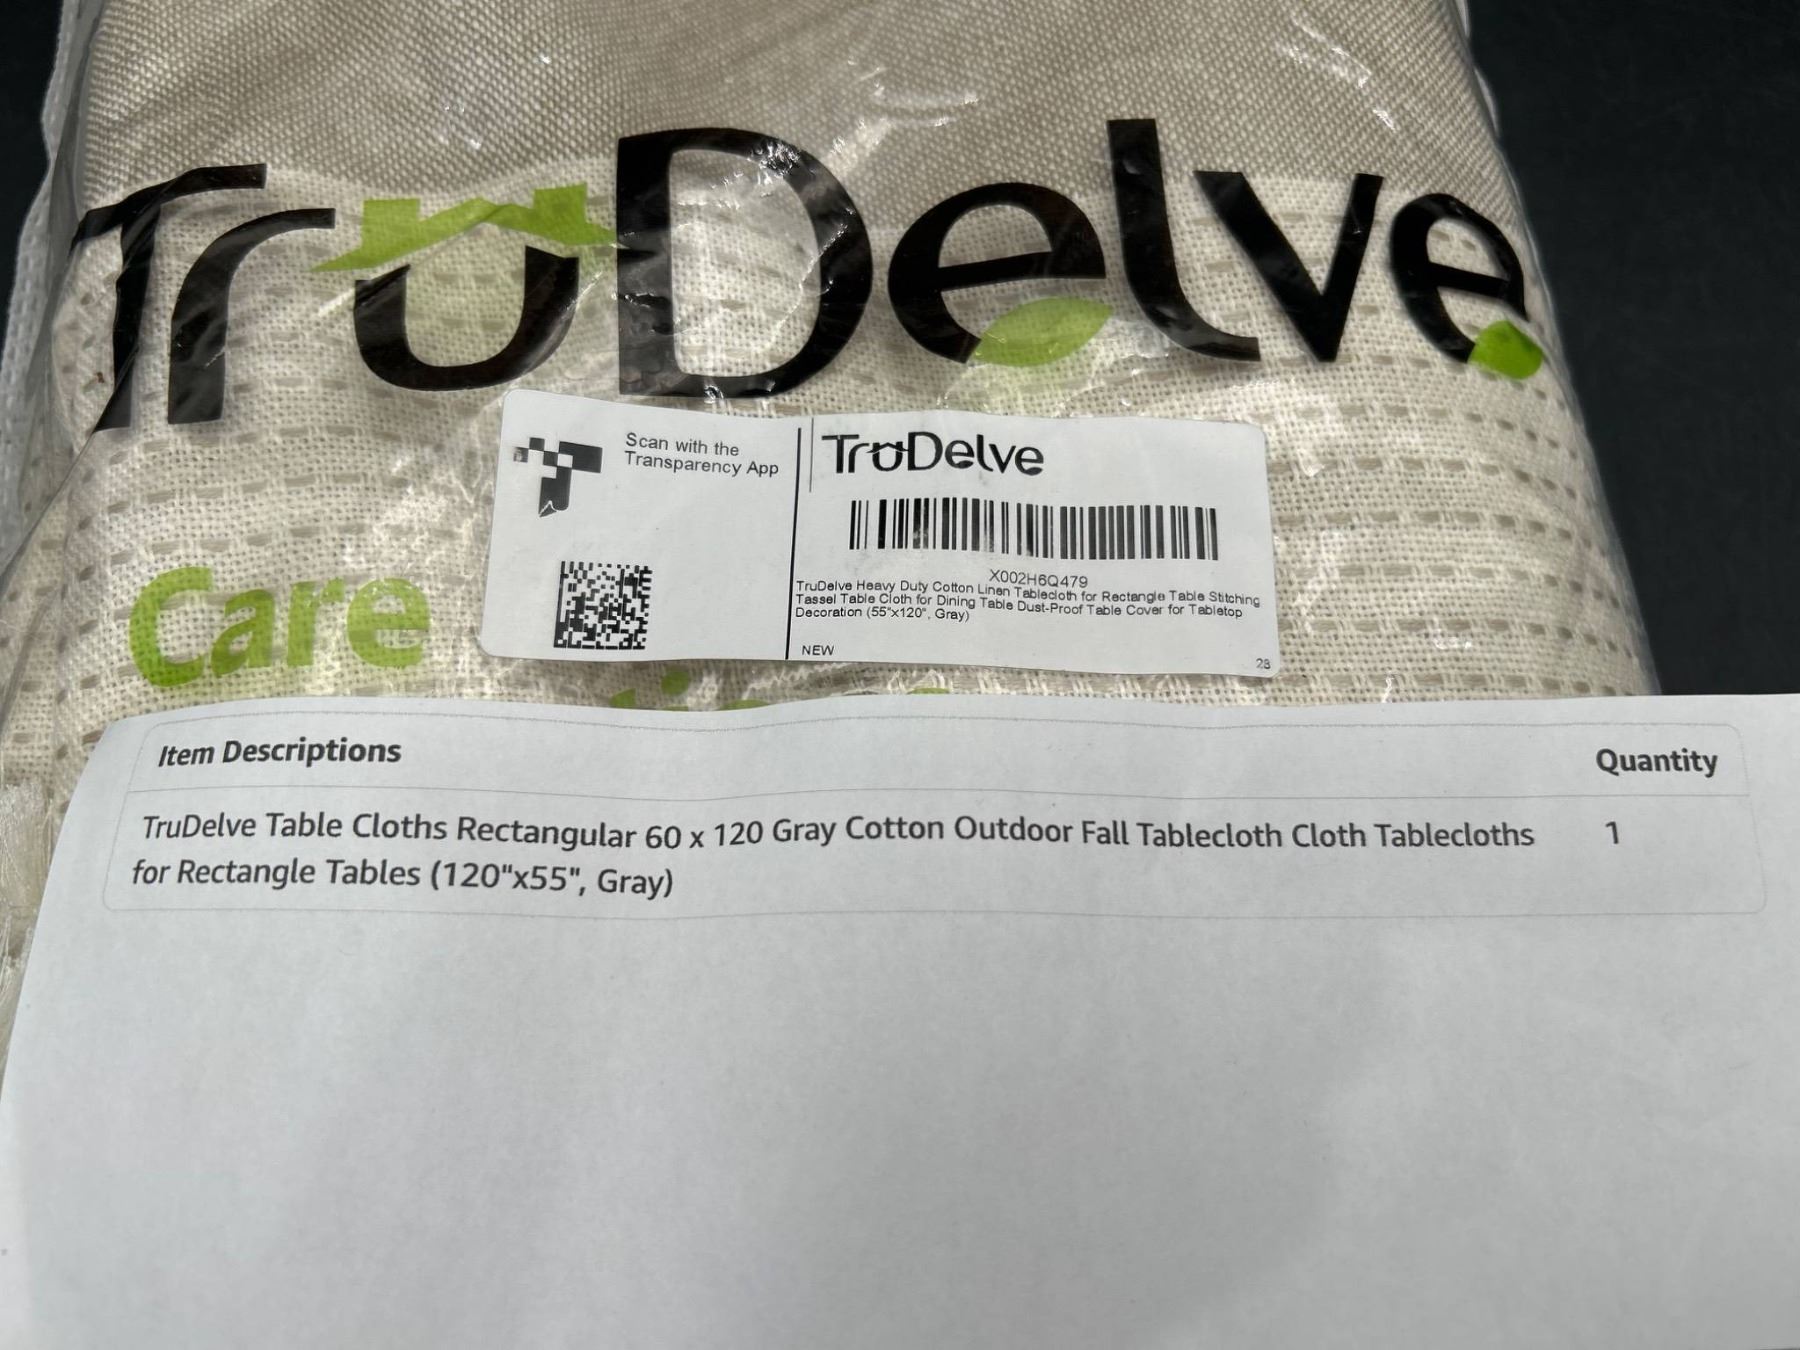 TruDelve
Scan with the
Transparency App
TruDelve
X002H6Q479
TruDelve Heavy Duty Cotton Linen Tablecloth for Rectangle Table Stitching
Tassel Table Cloth for Dining Table Dust-Proof Table Cover for Tabletop
Decoration (55"x120", Gray)
NEW
28
Care
Item Descriptions
Quantity
TruDelve Table Cloths Rectangular 60 x 120 Gray Cotton Outdoor Fall Tablecloth Cloth Tablecloths
1
for Rectangle Tables (120"x55", Gray)